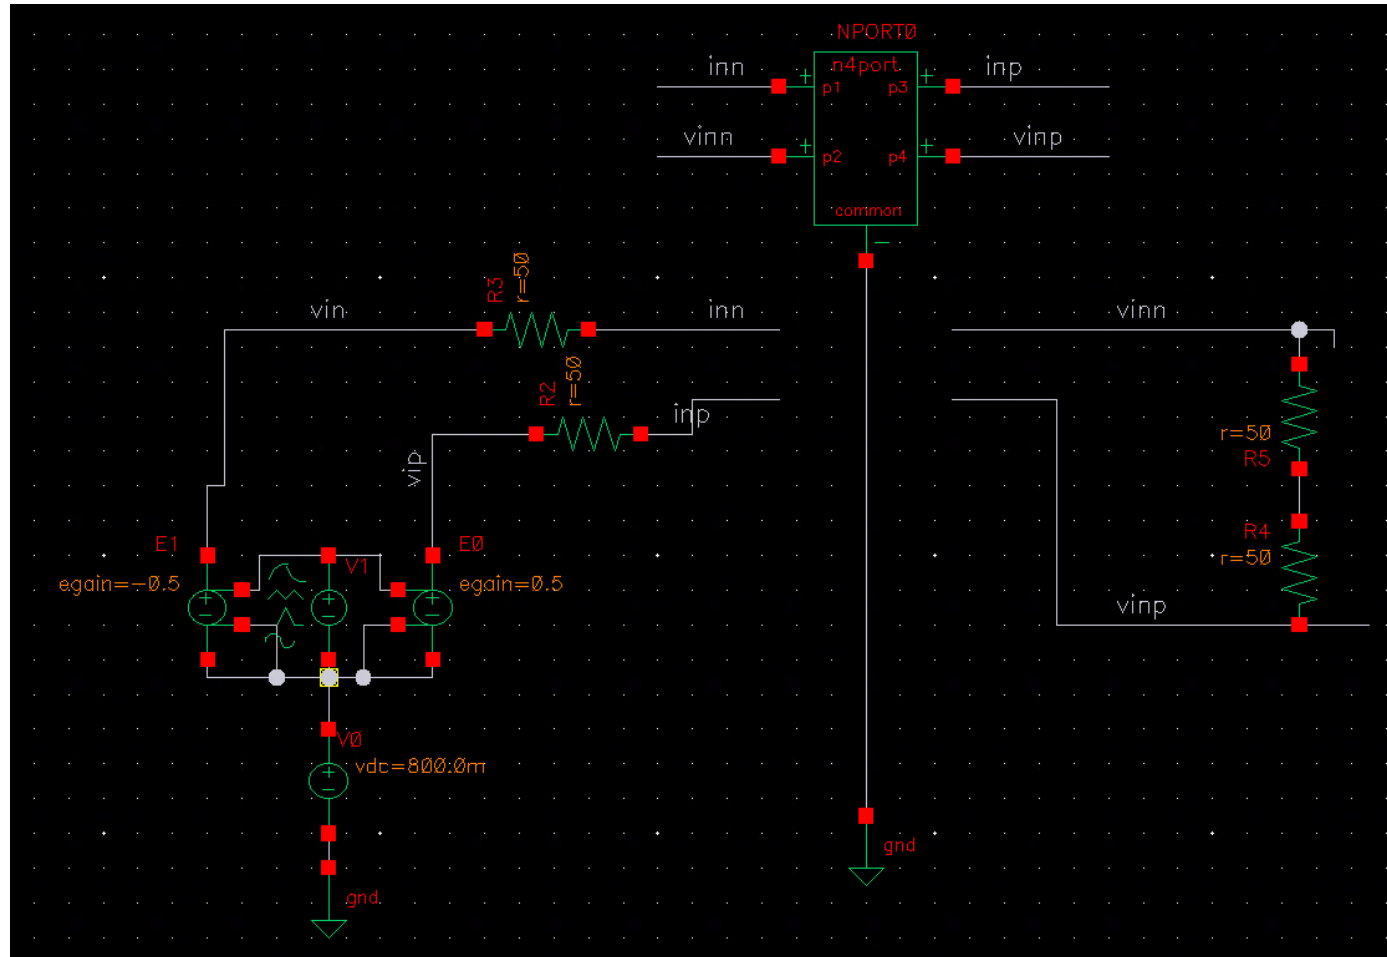 NPORT0
inn
n4port
inp
p1
p3
vinn
vinp
p2
p4
common
R3
r=50
vin
inn
vinn
R2
r=50
inp
vip
r=50
R5
E1
V1
E0
R4
r=50
egain=-0.5
egain=0.5
vinp
V0
vdc=800.0m
gnd
gnd